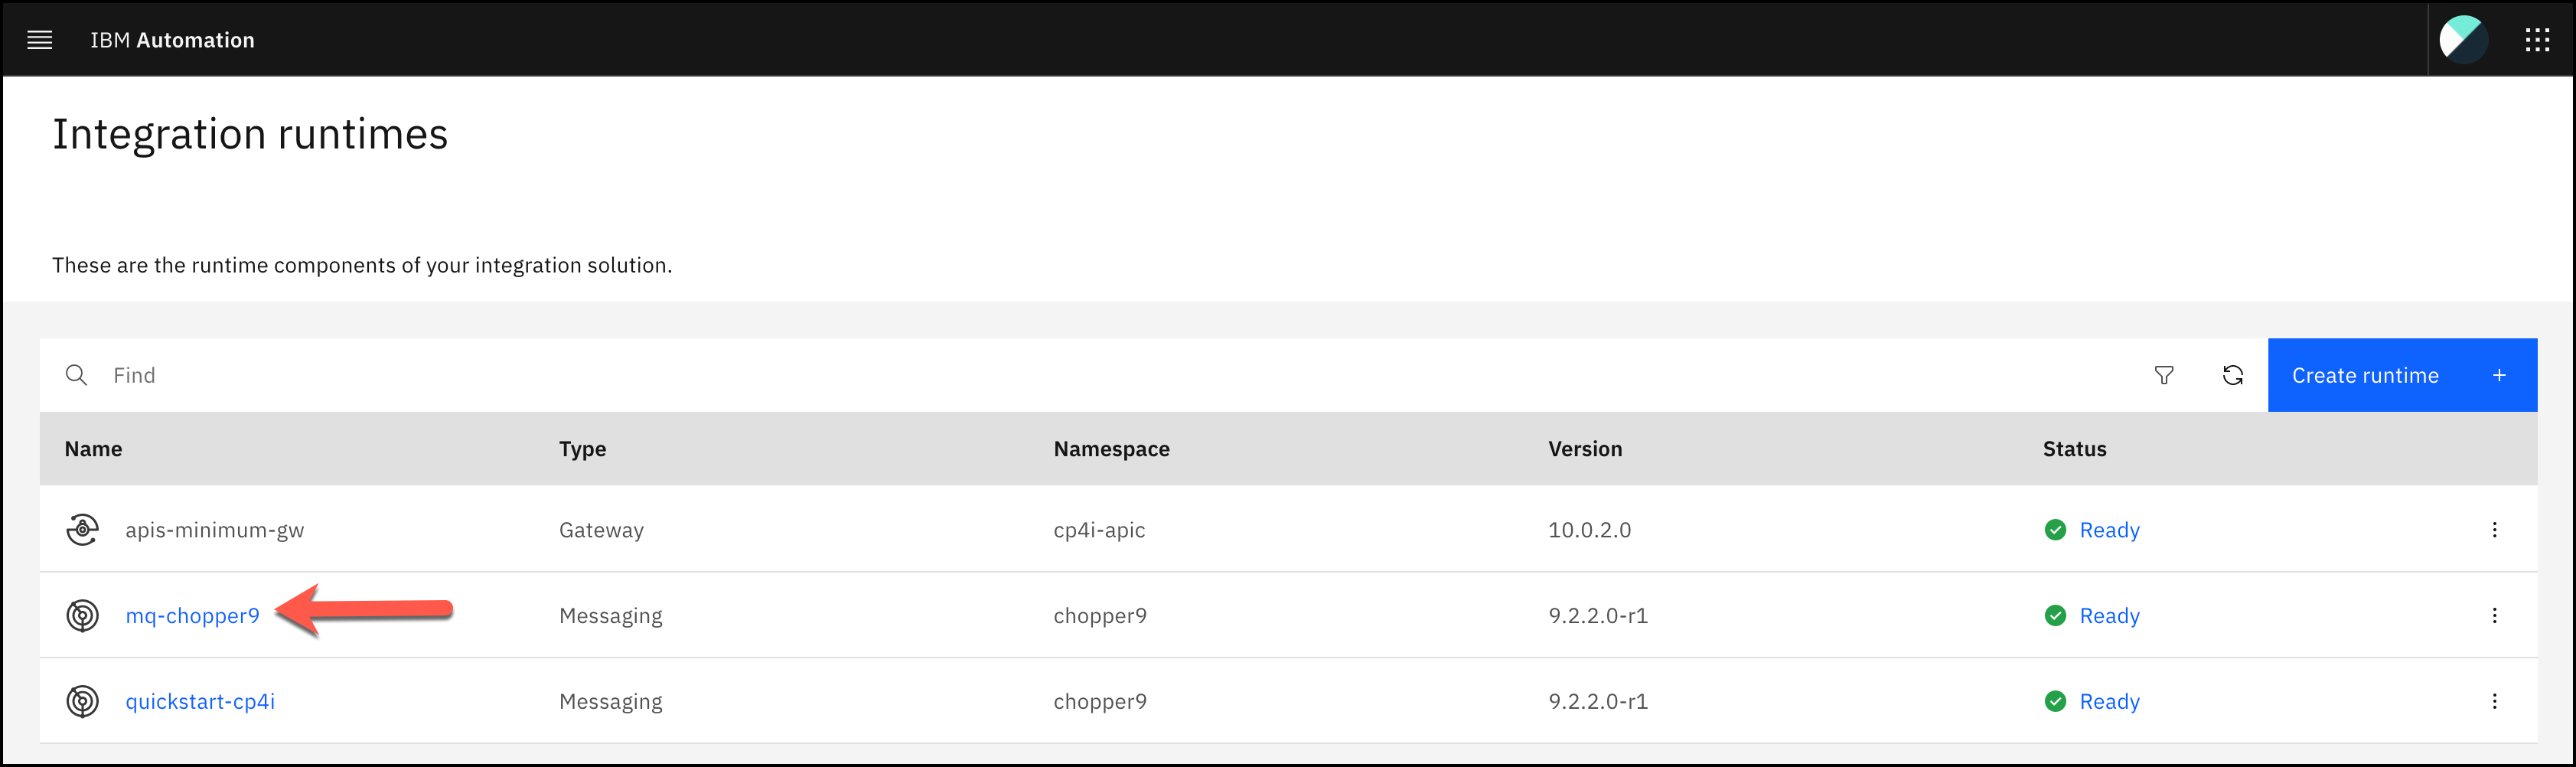 IBM Automation
Integration runtimes
These are the runtime components of your integration solution.
Find
Create runtime +
Name Type Namespace Version Status
apis-minimum-gw Gateway cp4i-apic 10.0.2.0 Ready
mq-chopper9 Messaging chopper9 9.2.2.0-r1 Ready
quickstart-cp4i Messaging chopper9 9.2.2.0-r1 Ready